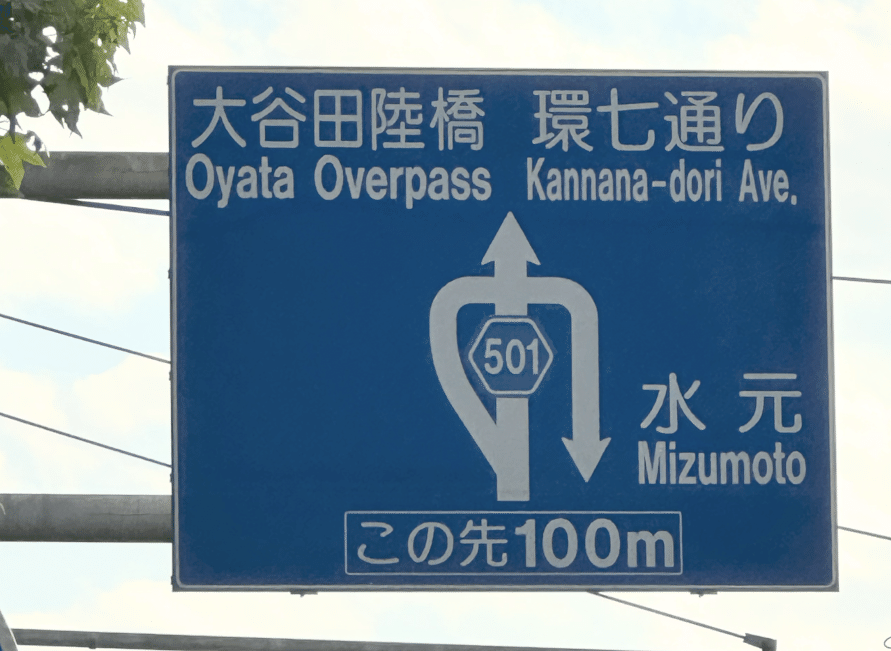 大谷田陸橋 環七通り
Oyata Overpass Kannana-dori Ave.
501
水元
Mizumoto
この先100m